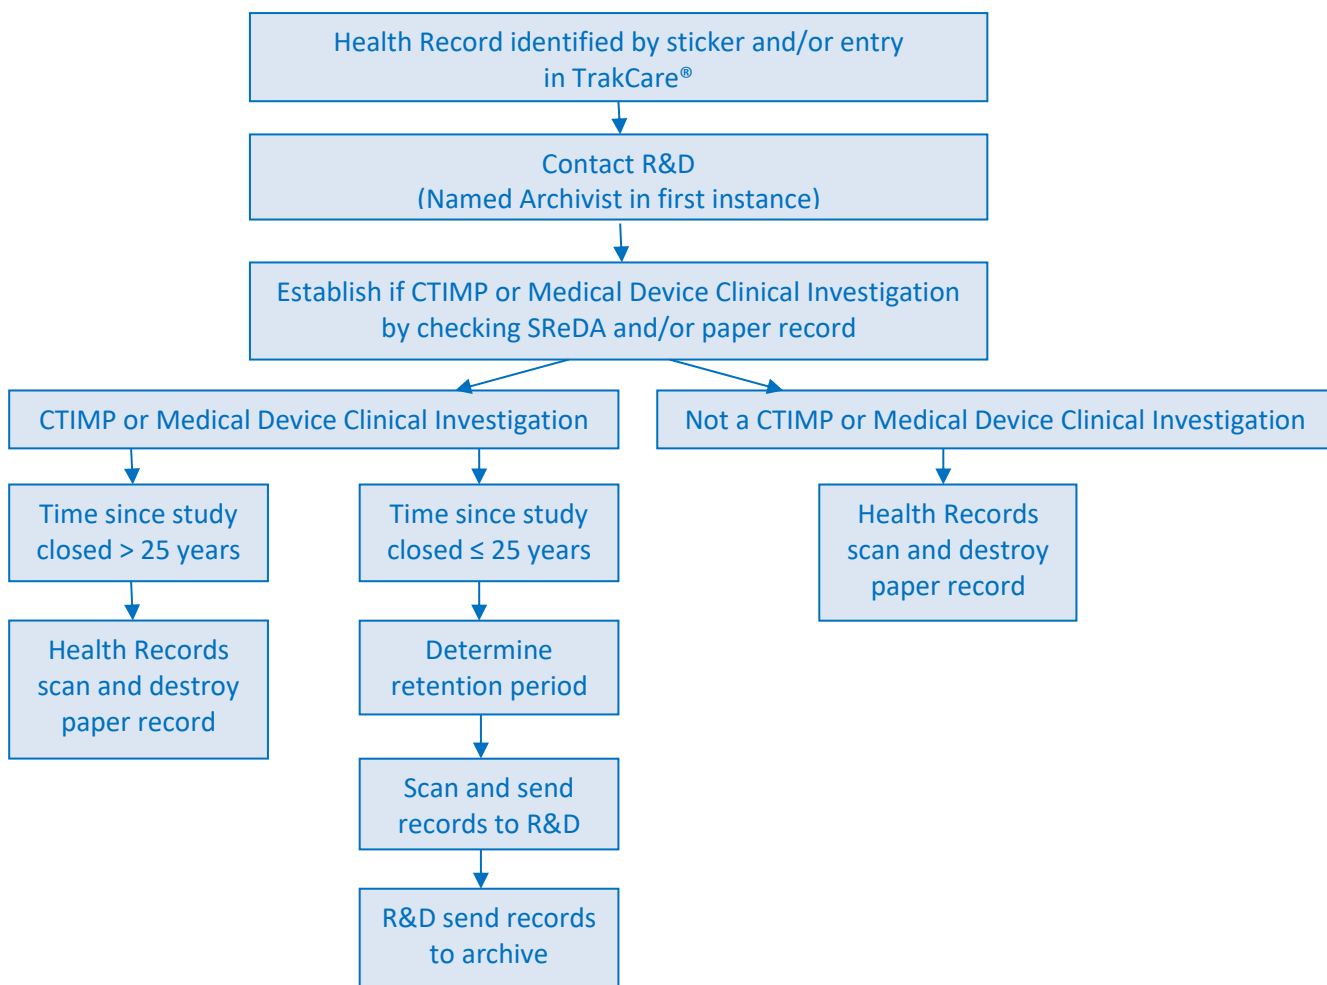 Health Record identified by sticker and/or entry
in TrakCare®
Contact R&D
(Named Archivist in first instance)
Establish if CTIMP or Medical Device Clinical Investigation
by checking SReDA and/or paper record
CTIMP or Medical Device Clinical Investigation
Not a CTIMP or Medical Device Clinical Investigation
Time since study
closed > 25 years
Time since study
closed ≤ 25 years
Health Records
scan and destroy
paper record
Health Records
scan and destroy
paper record
Determine
retention period
Scan and send
records to R&D
R&D send records
to archive